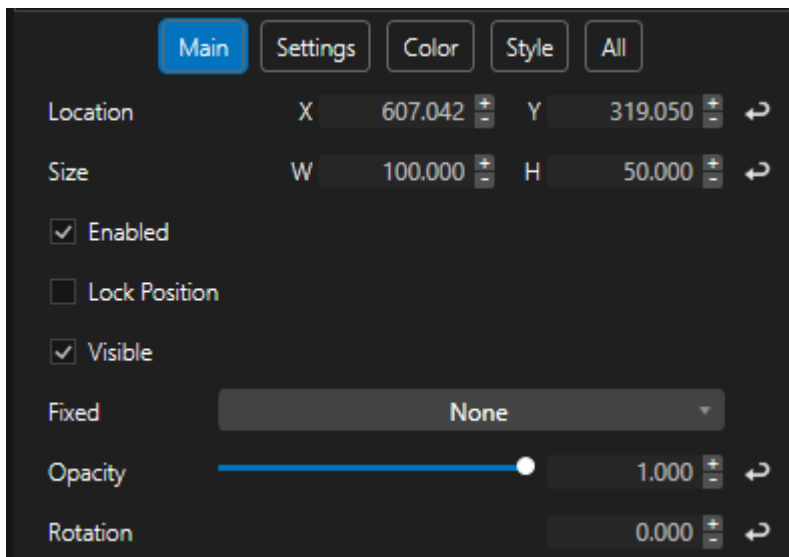 Main Settings Color Style All
Location X 607.042 Y 319.050
Size W 100.000 H 50.000
Enabled
Lock Position
Visible
Fixed None
Opacity 1.000
Rotation 0.000